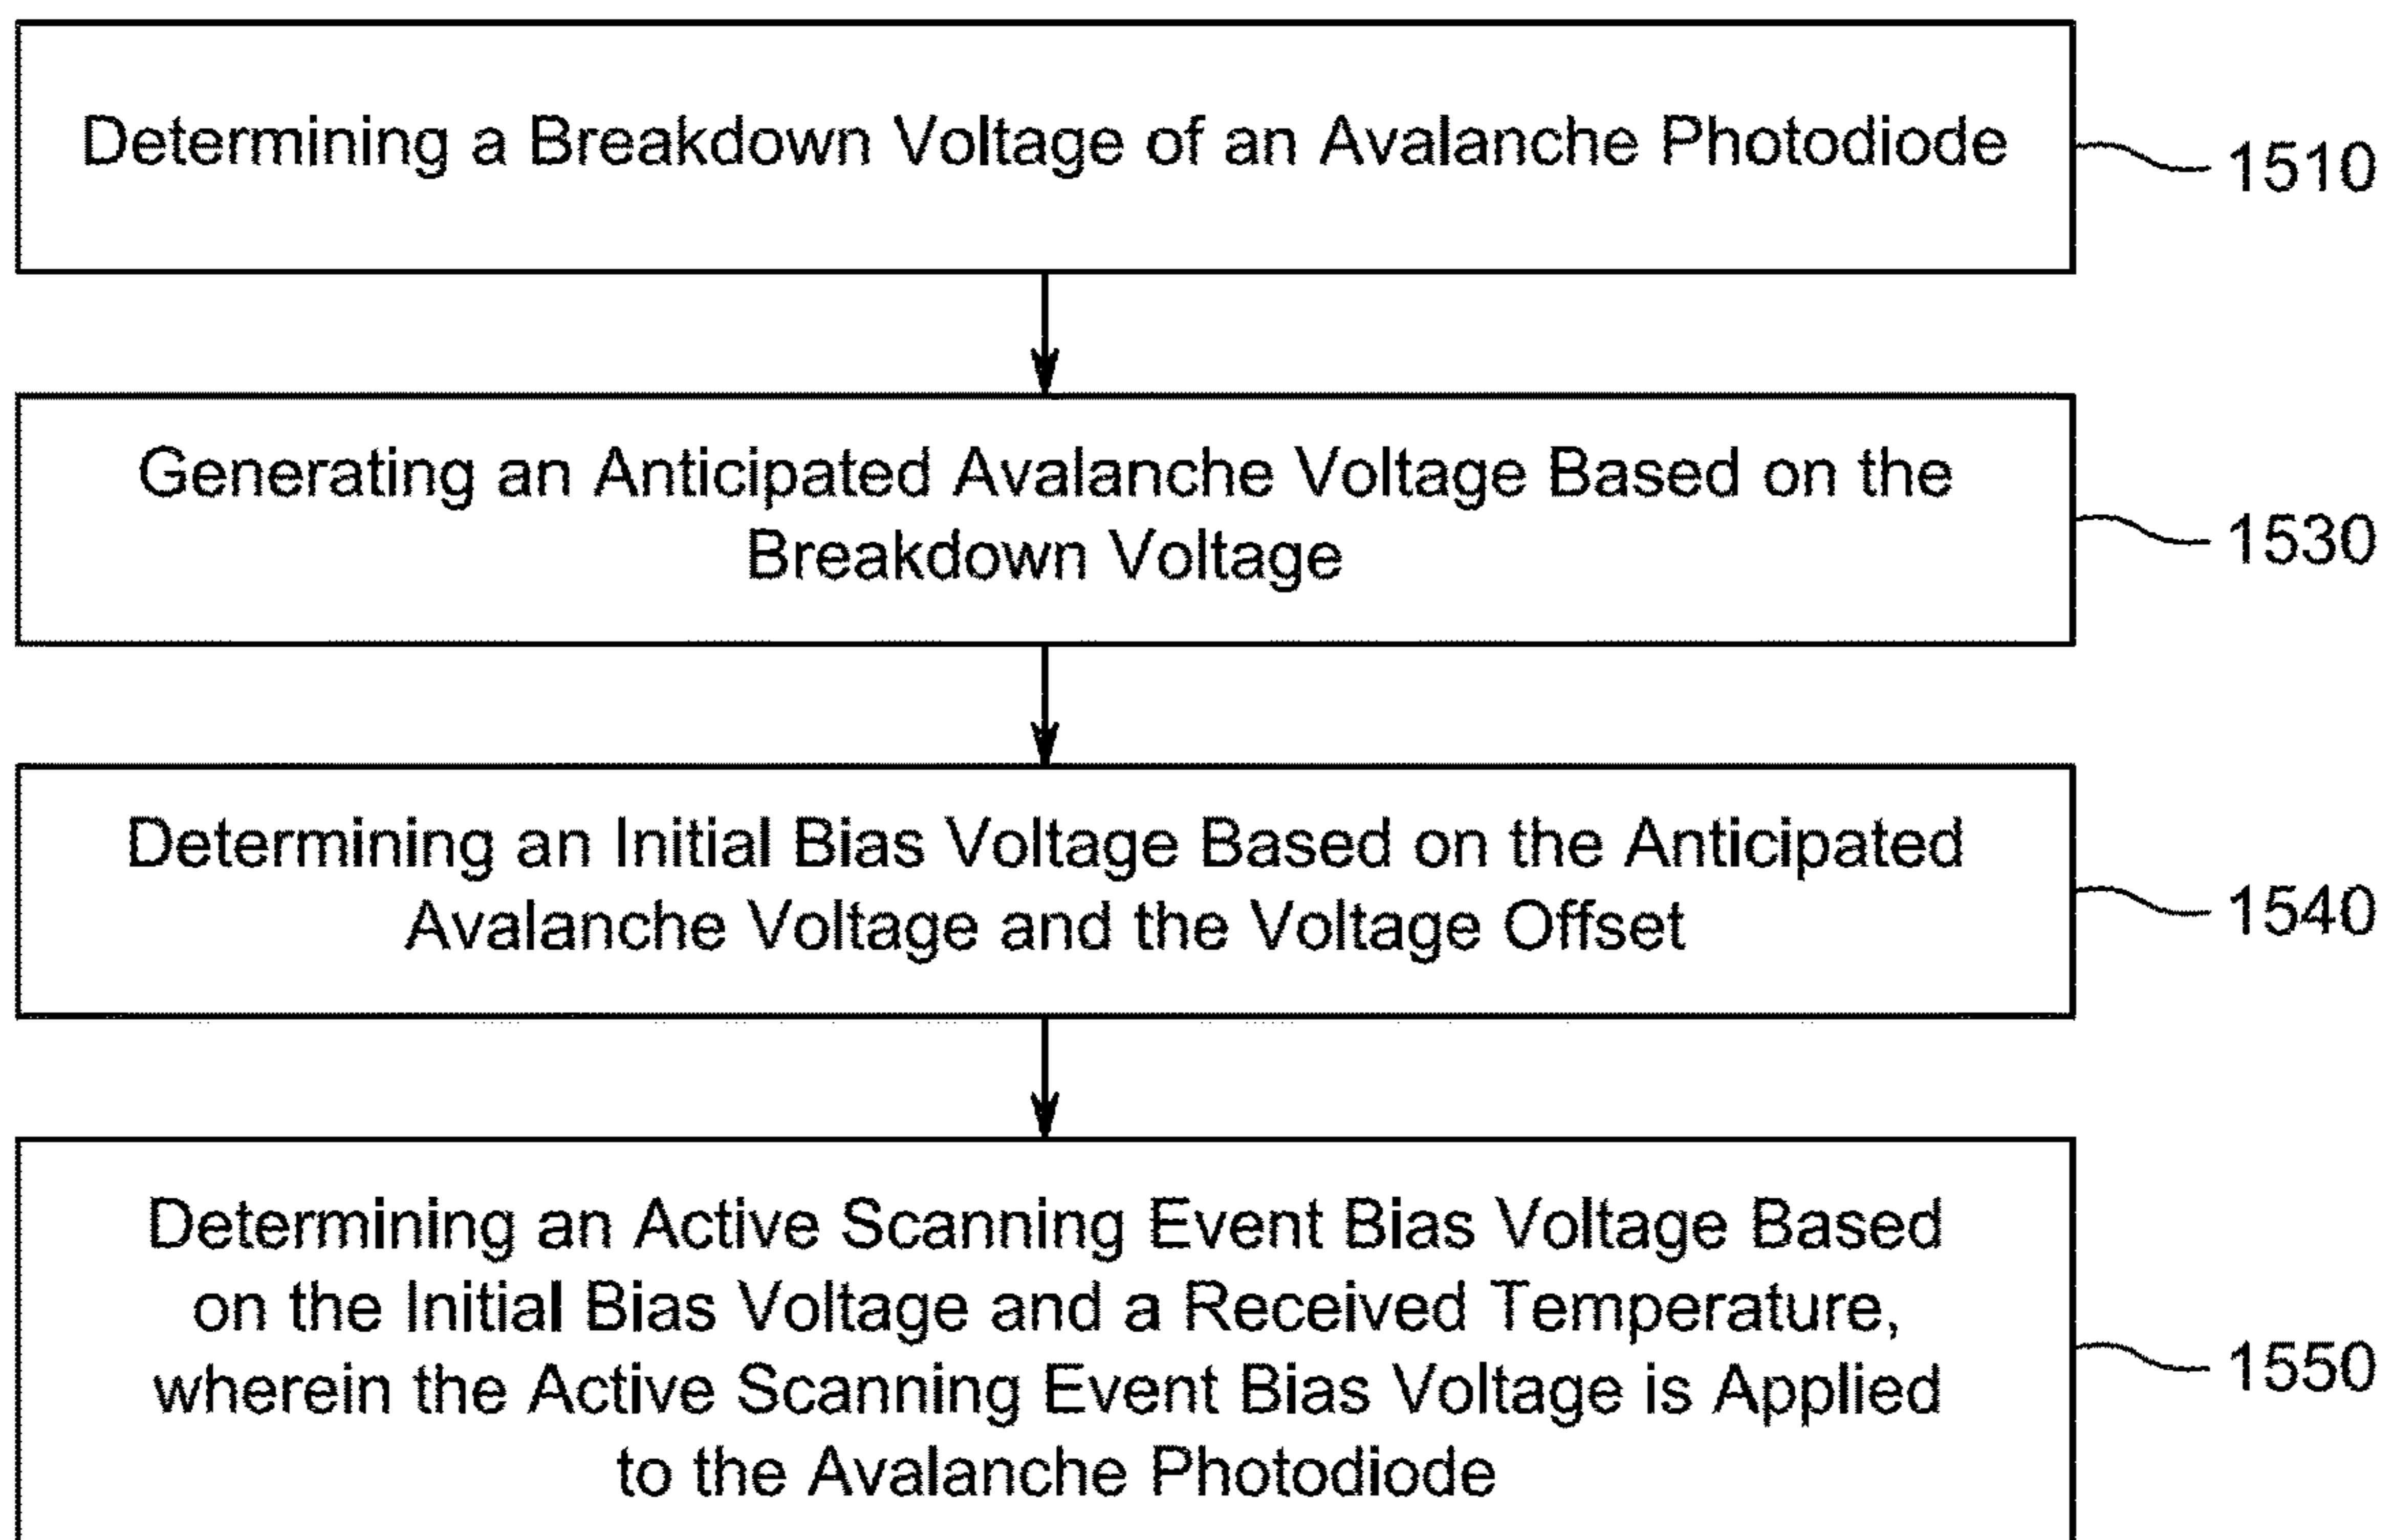 Determining a Breakdown Voltage of an Avalanche Photodiode
1510
Generating an Anticipated Avalanche Voltage Based on the
Breakdown Voltage
1530
Determining an Initial Bias Voltage Based on the Anticipated
Avalanche Voltage and the Voltage Offset
1540
Determining an Active Scanning Event Bias Voltage Based
on the Initial Bias Voltage and a Received Temperature,
wherein the Active Scanning Event Bias Voltage is Applied
to the Avalanche Photodiode
1550